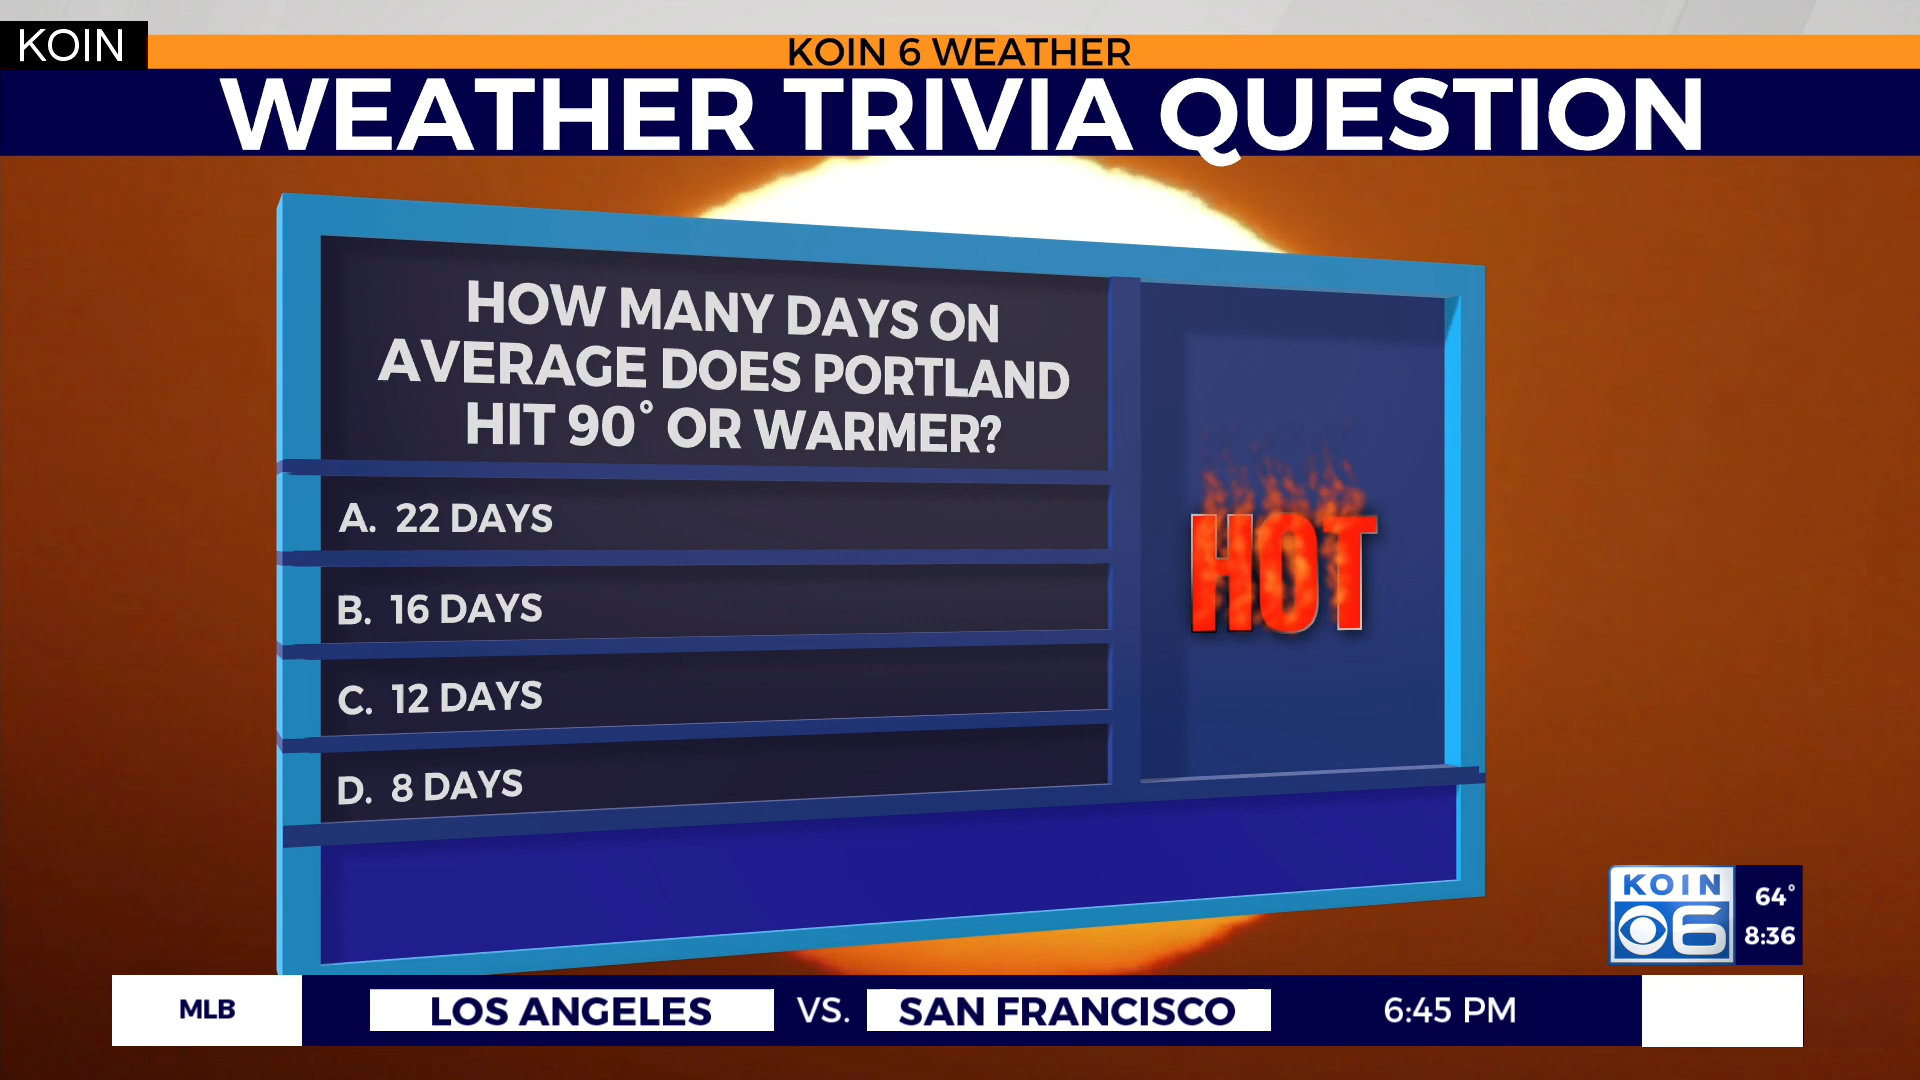 KOIN
KOIN 6 WEATHER
WEATHER TRIVIA QUESTION
HOW MANY DAYS ON
AVERAGE DOES PORTLAND
HIT 90° OR WARMER?
A. 22 DAYS
B. 16 DAYS
C. 12 DAYS
D. 8 DAYS
HOT
KOIN
6
64°
8:36
MLB
LOS ANGELES VS. SAN FRANCISCO 6:45 PM